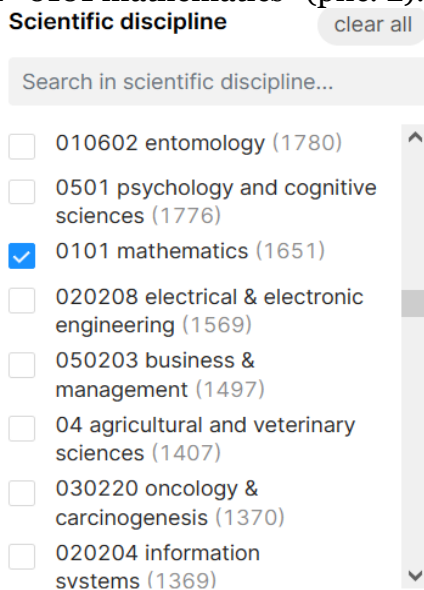 Scientific discipline
clear all
Search in scientific discipline...
010602 entomology (1780)
0501 psychology and cognitive
sciences (1776)
0101 mathematics (1651)
020208 electrical & electronic
engineering (1569)
050203 business &
management (1497)
04 agricultural and veterinary
sciences (1407)
030220 oncology &
carcinogenesis (1370)
020204 information
systems (1369)